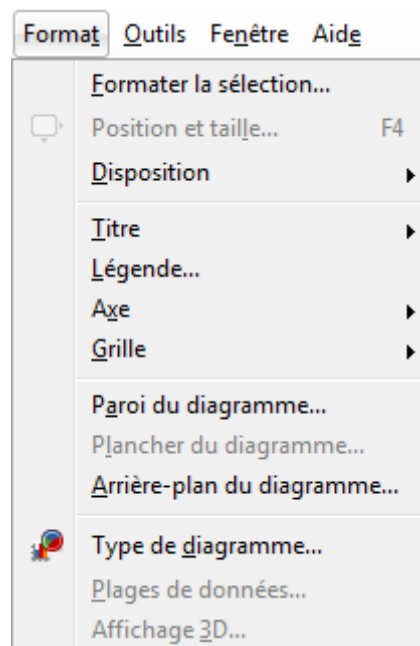 Format Outils Fenêtre Aide
Formater la sélection...
Position et taille... F4
Disposition
Titre
Légende...
Axe
Grille
Paroi du diagramme...
Plancher du diagramme...
Arrière-plan du diagramme...
Type de diagramme...
Plages de données...
Affichage 3D...